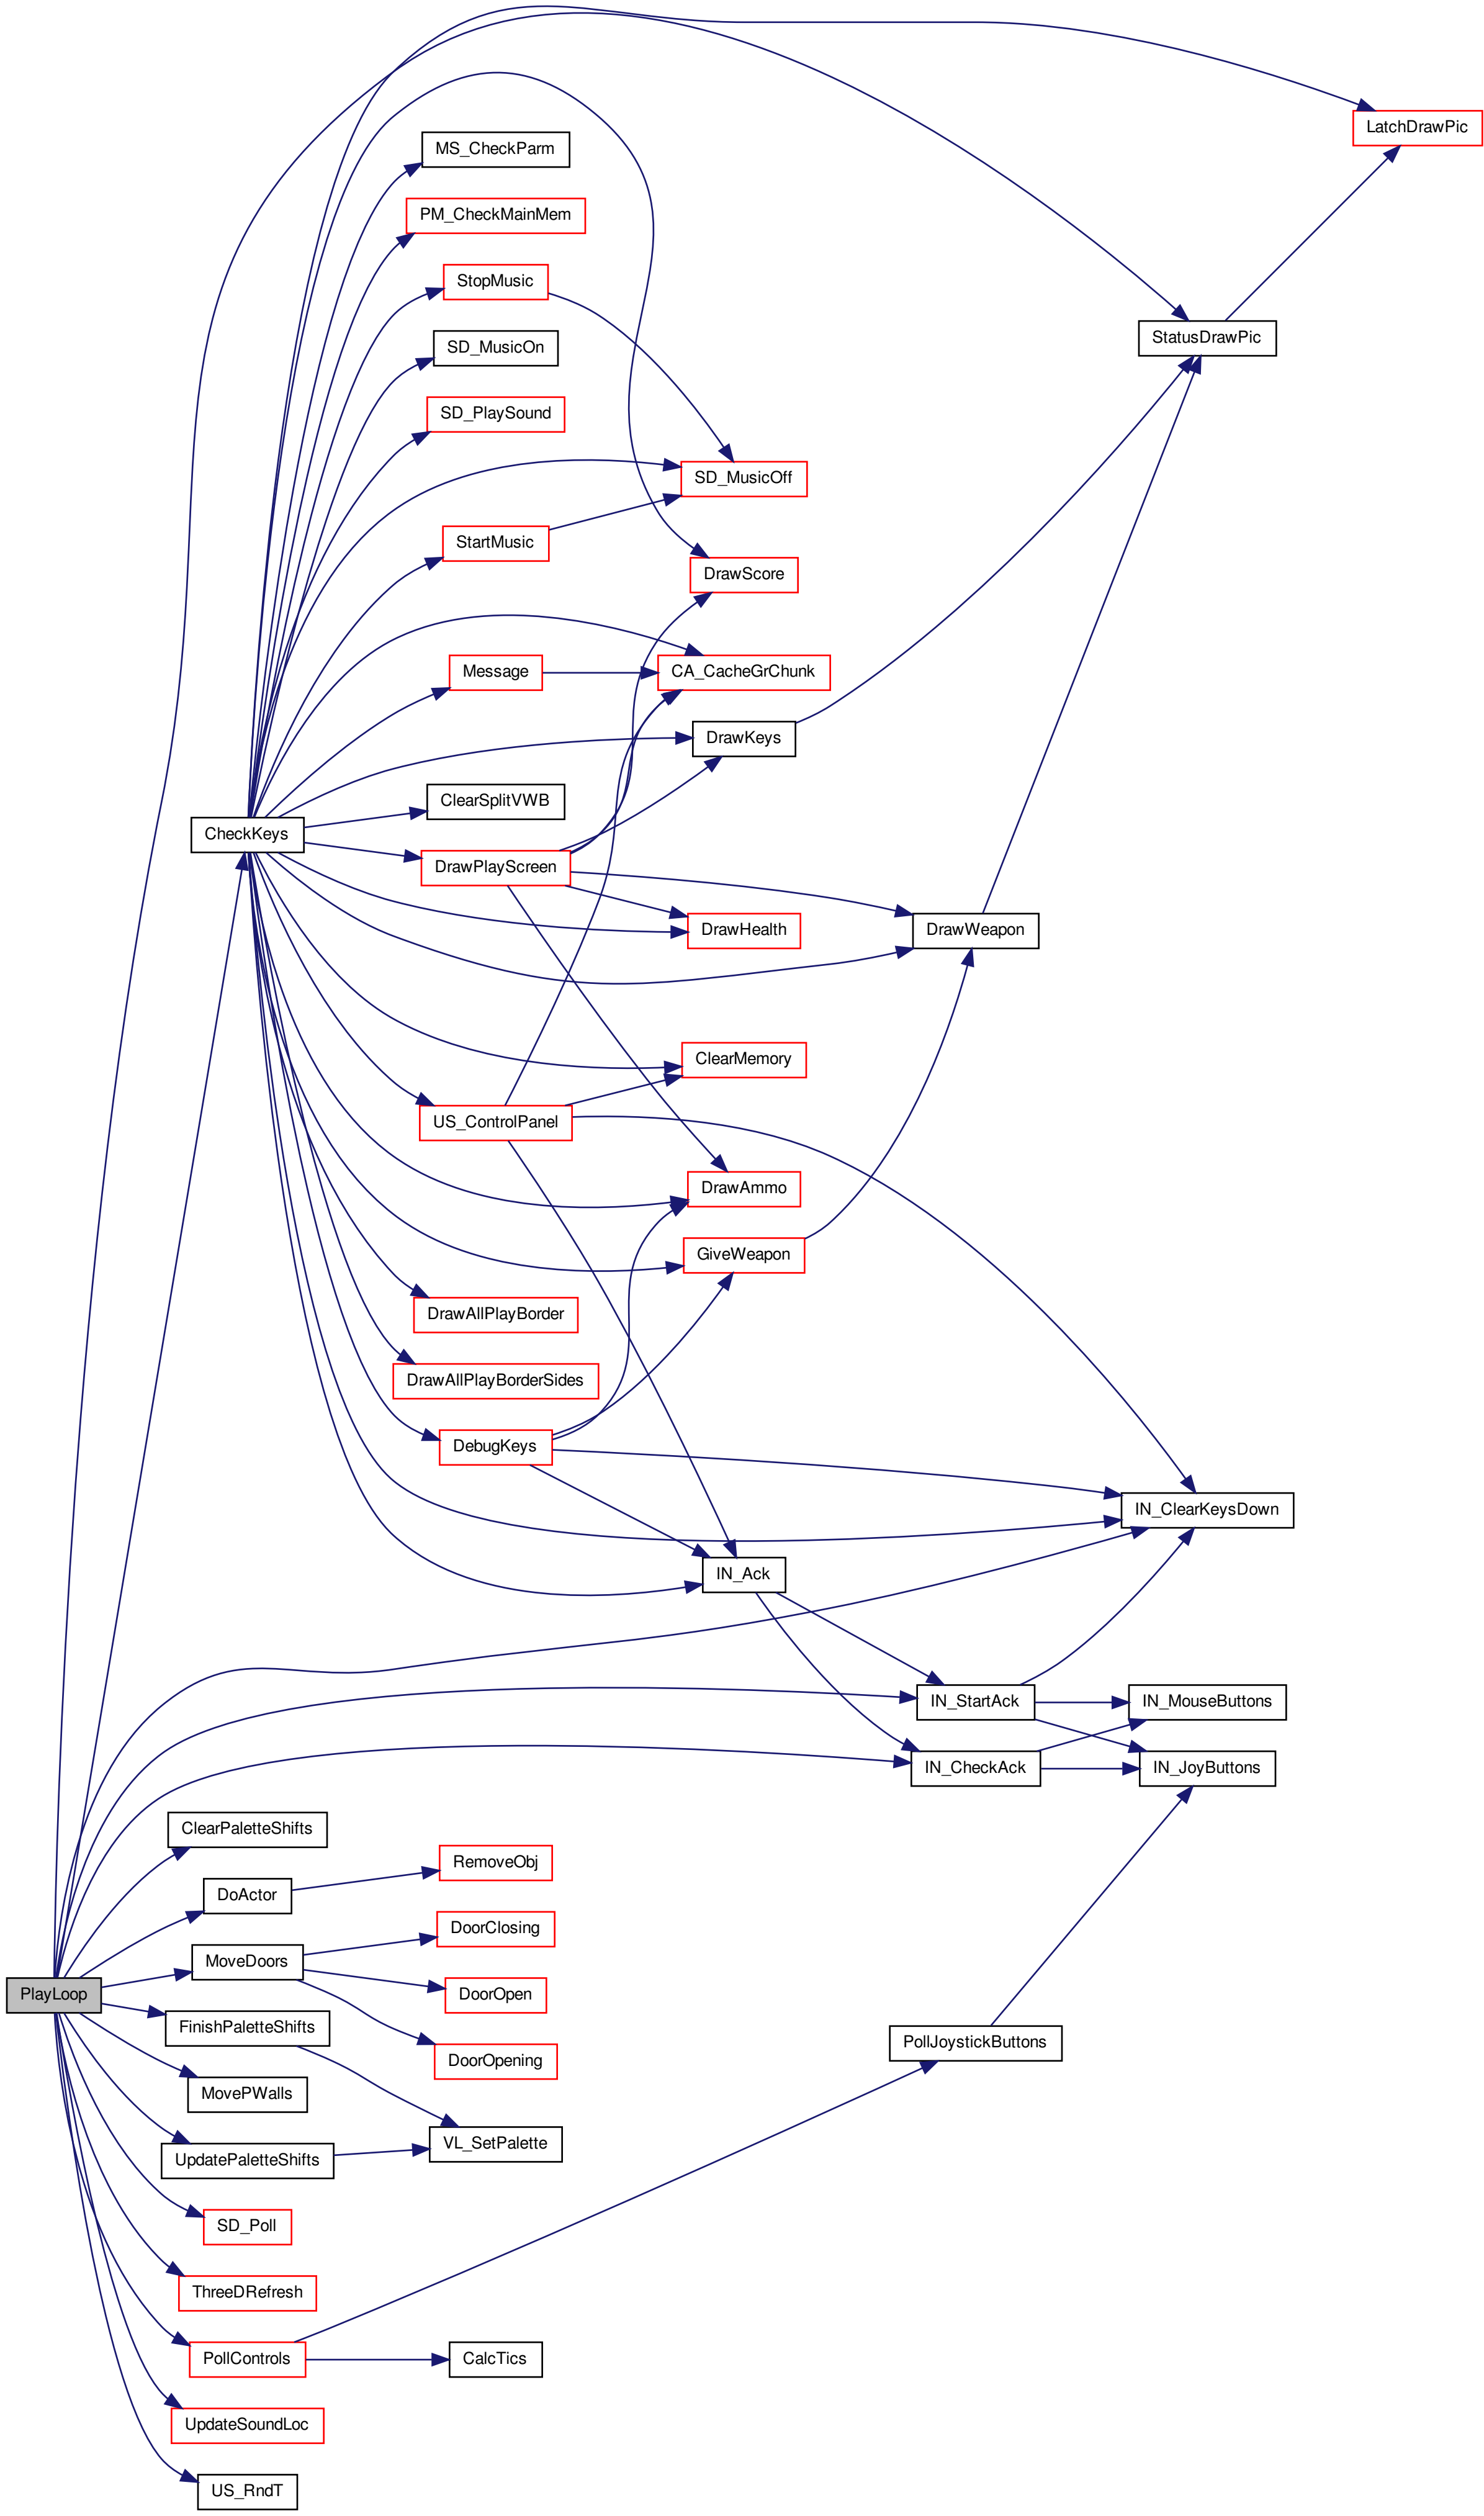 LatchDrawPic
MS_CheckParm
PM_CheckMainMem
StopMusic
StatusDrawPic
SD_MusicOn
SD_PlaySound
SD_MusicOff
StartMusic
DrawScore
Message
CA_CacheGrChunk
DrawKeys
ClearSplitVWB
CheckKeys
DrawPlayScreen
DrawHealth
DrawWeapon
ClearMemory
US_ControlPanel
DrawAmmo
GiveWeapon
DrawAllPlayBorder
DrawAllPlayBorderSides
DebugKeys
IN_ClearKeysDown
IN_Ack
IN_StartAck
IN_MouseButtons
IN_CheckAck
IN_JoyButtons
ClearPaletteShifts
RemoveObj
DoActor
DoorClosing
MoveDoors
PlayLoop
DoorOpen
FinishPaletteShifts
PollJoystickButtons
DoorOpening
MovePWalls
VL_SetPalette
UpdatePaletteShifts
SD_Poll
ThreeDRefresh
PollControls
CalcTics
UpdateSoundLoc
US_RndT